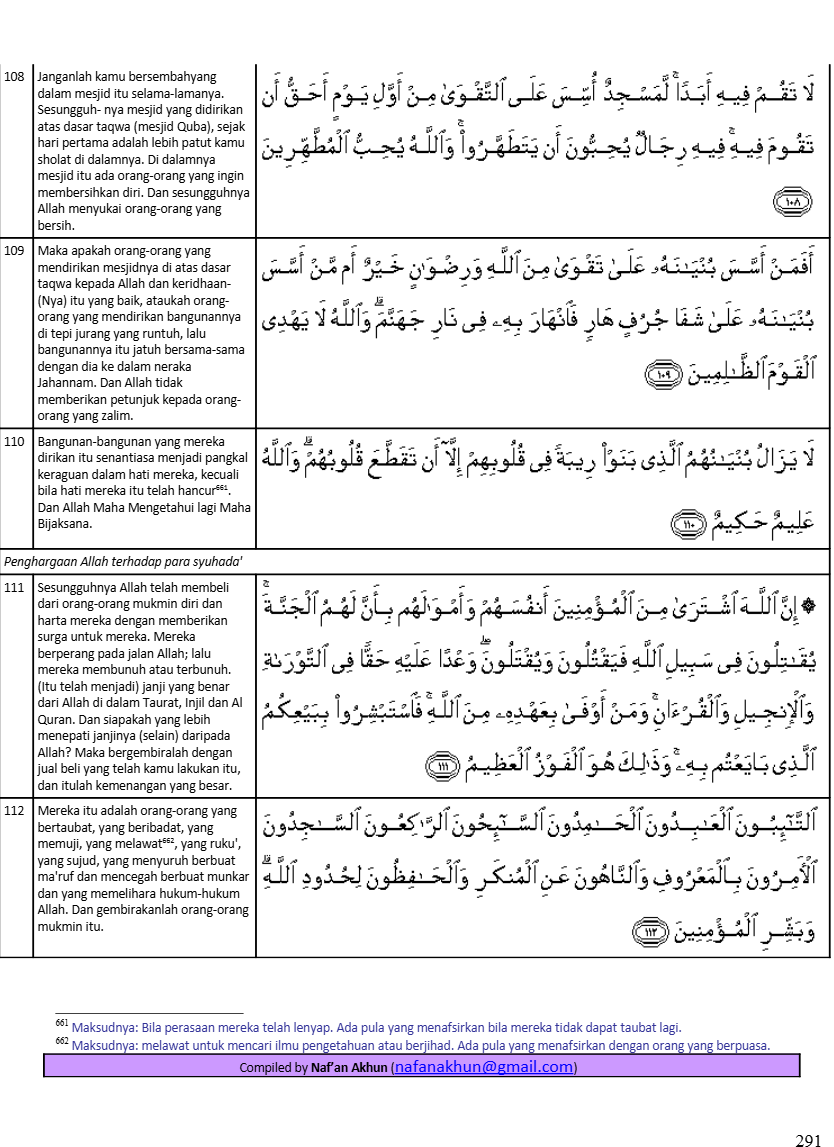 108
Janganlah kamu bersembahyang
dalam mesjid itu selama-lamanya.
Sesungguh- nya mesjid yang didirikan
atas dasar taqwa (mesjid Quba), sejak
hari pertama adalah lebih patut kamu
sholat di dalamnya. Di dalamnya
mesjid itu ada orang-orang yang ingin
membersihkan diri. Dan sesungguhnya
Allah menyukai orang-orang yang
bersih.
لَا تَقُمْ فِيهِ أَبَدًا ۚ لَّمَسْجِدٌ أُسِّسَ عَلَى ٱلتَّقْوَىٰ مِنْ أَوَّلِ يَوْمٍ أَحَقُّ أَن
تَقُومَ فِيهِ ۚ فِيهِ رِجَالٌ يُحِبُّونَ أَن يَتَطَهَّرُوا۟ ۚ وَٱللَّهُ يُحِبُّ ٱلْمُطَّهِّرِينَ
١٠٨
109
Maka apakah orang-orang yang
mendirikan mesjidnya di atas dasar
taqwa kepada Allah dan keridhaan-
(Nya) itu yang baik, ataukah orang-
orang yang mendirikan bangunannya
di tepi jurang yang runtuh, lalu
bangunannya itu jatuh bersama-sama
dengan dia ke dalam neraka
Jahannam. Dan Allah tidak
memberikan petunjuk kepada orang-
orang yang zalim.
أَفَمَنْ أَسَّسَ بُنْيَـٰنَهُۥ عَلَىٰ تَقْوَىٰ مِنَ ٱللَّهِ وَرِضْوَٰنٍ خَيْرٌ أَم مَّنْ أَسَّسَ
بُنْيَـٰنَهُۥ عَلَىٰ شَفَا جُرُفٍ هَارٍ فَٱنْهَارَ بِهِۦ فِى نَارِ جَهَنَّمَ ۗ وَٱللَّهُ لَا يَهْدِى
ٱلْقَوْمَ ٱلظَّـٰلِمِينَ ١٠٩
110
Bangunan-bangunan yang mereka
dirikan itu senantiasa menjadi pangkal
keraguan dalam hati mereka, kecuali
bila hati mereka itu telah hancur⁶⁶¹.
Dan Allah Maha Mengetahui lagi Maha
Bijaksana.
لَا يَزَالُ بُنْيَـٰنُهُمُ ٱلَّذِى بَنَوْا۟ رِيبَةً فِى قُلُوبِهِمْ إِلَّآ أَن تَقَطَّعَ قُلُوبُهُمْ ۗ وَٱللَّهُ
عَلِيمٌ حَكِيمٌ ١١٠
Penghargaan Allah terhadap para syuhada'
111
Sesungguhnya Allah telah membeli
dari orang-orang mukmin diri dan
harta mereka dengan memberikan
surga untuk mereka. Mereka
berperang pada jalan Allah; lalu
mereka membunuh atau terbunuh.
(Itu telah menjadi) janji yang benar
dari Allah di dalam Taurat, Injil dan Al
Quran. Dan siapakah yang lebih
menepati janjinya (selain) daripada
Allah? Maka bergembiralah dengan
jual beli yang telah kamu lakukan itu,
dan itulah kemenangan yang besar.
۞ إِنَّ ٱللَّهَ ٱشْتَرَىٰ مِنَ ٱلْمُؤْمِنِينَ أَنفُسَهُمْ وَأَمْوَٰلَهُم بِأَنَّ لَهُمُ ٱلْجَنَّةَ ۚ
يُقَـٰتِلُونَ فِى سَبِيلِ ٱللَّهِ فَيَقْتُلُونَ وَيُقْتَلُونَ ۖ وَعْدًا عَلَيْهِ حَقًّا فِى ٱلتَّوْرَىٰةِ
وَٱلْإِنجِيلِ وَٱلْقُرْءَانِ ۚ وَمَنْ أَوْفَىٰ بِعَهْدِهِۦ مِنَ ٱللَّهِ ۚ فَٱسْتَبْشِرُوا۟ بِبَيْعِكُمُ
ٱلَّذِى بَايَعْتُم بِهِۦ ۚ وَذَٰلِكَ هُوَ ٱلْفَوْزُ ٱلْعَظِيمُ ١١١
112
Mereka itu adalah orang-orang yang
bertaubat, yang beribadat, yang
memuji, yang melawat⁶⁶², yang ruku',
yang sujud, yang menyuruh berbuat
ma'ruf dan mencegah berbuat munkar
dan yang memelihara hukum-hukum
Allah. Dan gembirakanlah orang-orang
mukmin itu.
ٱلتَّـٰٓئِبُونَ ٱلْعَـٰبِدُونَ ٱلْحَـٰمِدُونَ ٱلسَّـٰٓئِحُونَ ٱلرَّٰكِعُونَ ٱلسَّـٰجِدُونَ
ٱلْأَمِرُونَ بِٱلْمَعْرُوفِ وَٱلنَّاهُونَ عَنِ ٱلْمُنكَرِ وَٱلْحَـٰفِظُونَ لِحُدُودِ ٱللَّهِ ۗ
وَبَشِّرِ ٱلْمُؤْمِنِينَ ١١٢
⁶⁶¹ Maksudnya: Bila perasaan mereka telah lenyap. Ada pula yang menafsirkan bila mereka tidak dapat taubat lagi.
⁶⁶² Maksudnya: melawat untuk mencari ilmu pengetahuan atau berjihad. Ada pula yang menafsirkan dengan orang yang berpuasa.
Compiled by Naf’an Akhun (nafanakhun@gmail.com)
291